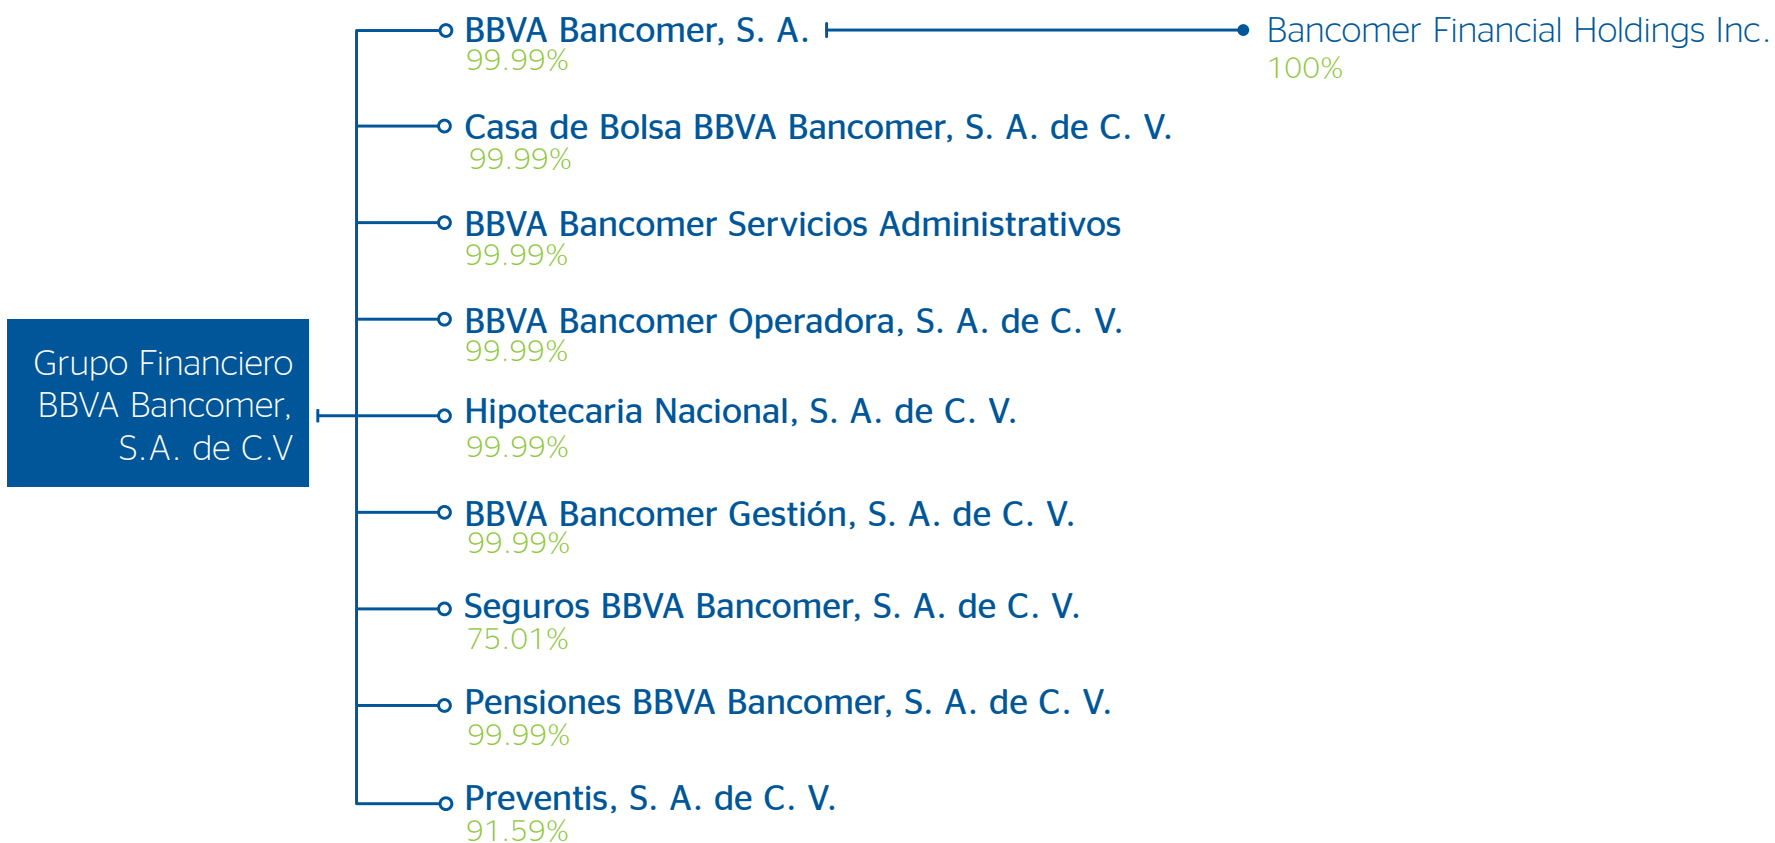 Grupo Financiero
BBVA Bancomer,
S.A. de C.V
BBVA Bancomer, S. A.
99.99%
Bancomer Financial Holdings Inc.
100%
Casa de Bolsa BBVA Bancomer, S. A. de C. V.
99.99%
BBVA Bancomer Servicios Administrativos
99.99%
BBVA Bancomer Operadora, S. A. de C. V.
99.99%
Hipotecaria Nacional, S. A. de C. V.
99.99%
BBVA Bancomer Gestión, S. A. de C. V.
99.99%
Seguros BBVA Bancomer, S. A. de C. V.
75.01%
Pensiones BBVA Bancomer, S. A. de C. V.
99.99%
Preventis, S. A. de C. V.
91.59%